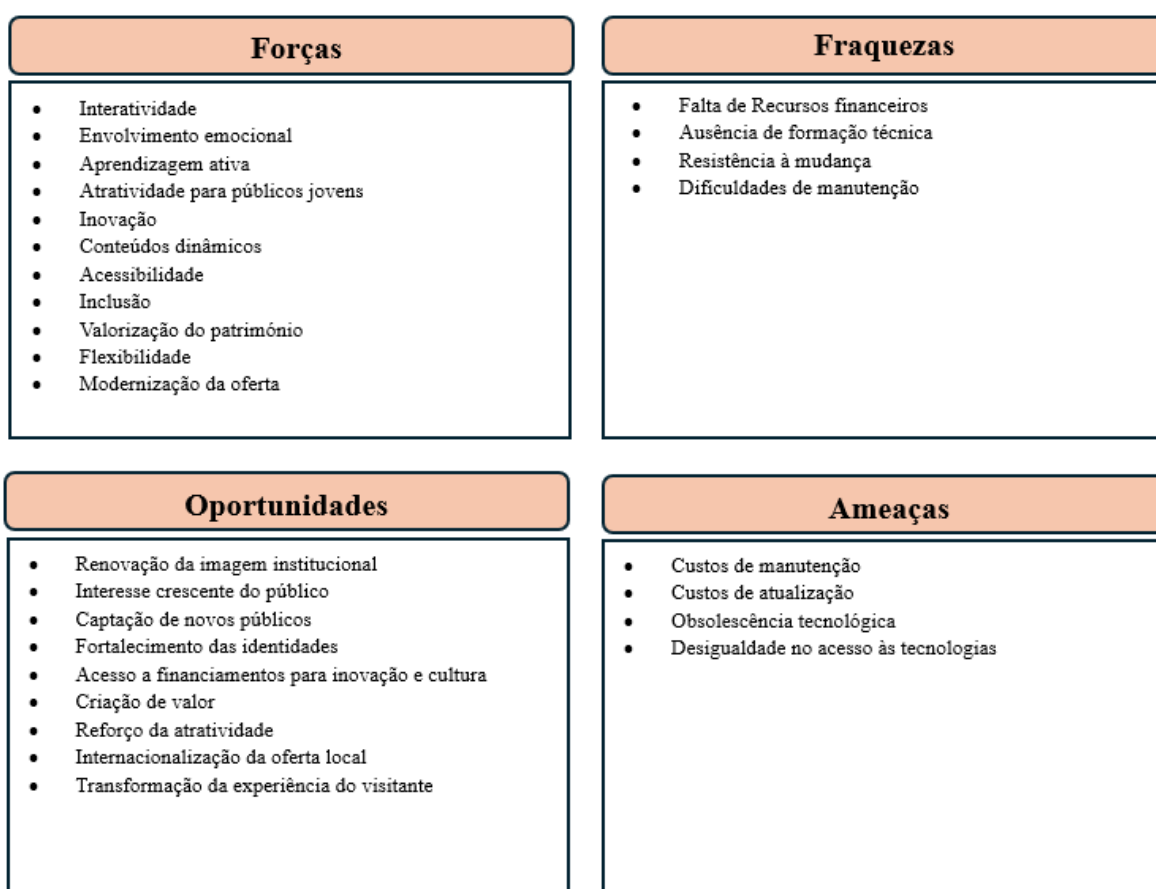 Forças
• Interatividade
• Envolvimento emocional
• Aprendizagem ativa
• Atratividade para públicos jovens
• Inovação
• Conteúdos dinâmicos
• Acessibilidade
• Inclusão
• Valorização do património
• Flexibilidade
• Modernização da oferta
Fraquezas
• Falta de Recursos financeiros
• Ausência de formação técnica
• Resistência à mudança
• Dificuldades de manutenção
Oportunidades
• Renovação da imagem institucional
• Interesse crescente do público
• Captação de novos públicos
• Fortalecimento das identidades
• Acesso a financiamentos para inovação e cultura
• Criação de valor
• Reforço da atratividade
• Internacionalização da oferta local
• Transformação da experiência do visitante
Ameaças
• Custos de manutenção
• Custos de atualização
• Obsolescência tecnológica
• Desigualdade no acesso às tecnologias